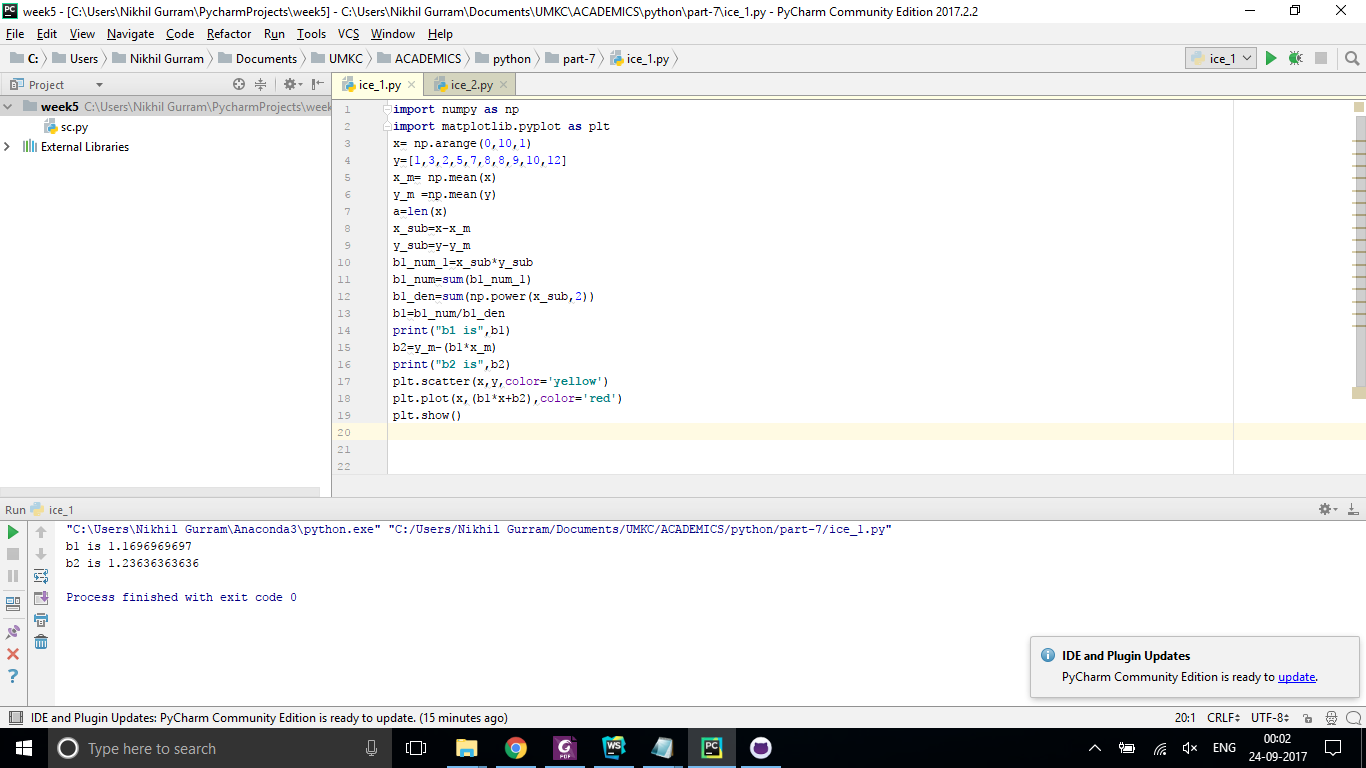 week5 - [C:\Users\Nikhil Gurram\PycharmProjects\week5] - C:\Users\Nikhil Gurram\Documents\UMKC\ACADEMICS\python\part-7\ice_1.py - PyCharm Community Edition 2017.2.2
File Edit View Navigate Code Refactor Run Tools VCS Window Help
C: Users Nikhil Gurram Documents UMKC ACADEMICS python part-7 ice_1.py ice_1
Project ice_1.py ice_2.py
week5 C:\Users\Nikhil Gurram\PycharmProjects\week
sc.py
External Libraries
1 import numpy as np
2 import matplotlib.pyplot as plt
3 x= np.arange(0,10,1)
4 y=[1,3,2,5,7,8,8,9,10,12]
5 x_m= np.mean(x)
6 y_m =np.mean(y)
7 a=len(x)
8 x_sub=x-x_m
9 y_sub=y-y_m
10 b1_num_1=x_sub*y_sub
11 b1_num=sum(b1_num_1)
12 b1_den=sum(np.power(x_sub,2))
13 b1=b1_num/b1_den
14 print("b1 is",b1)
15 b2=y_m-(b1*x_m)
16 print("b2 is",b2)
17 plt.scatter(x,y,color='yellow')
18 plt.plot(x,(b1*x+b2),color='red')
19 plt.show()
20
21
22
Run ice_1
"C:\Users\Nikhil Gurram\Anaconda3\python.exe" "C:/Users/Nikhil Gurram/Documents/UMKC/ACADEMICS/python/part-7/ice_1.py"
b1 is 1.1696969697
b2 is 1.23636363636
Process finished with exit code 0
IDE and Plugin Updates
PyCharm Community Edition is ready to update.
IDE and Plugin Updates: PyCharm Community Edition is ready to update. (15 minutes ago) 20:1 CRLF UTF-8
Type here to search ENG 00:02
24-09-2017